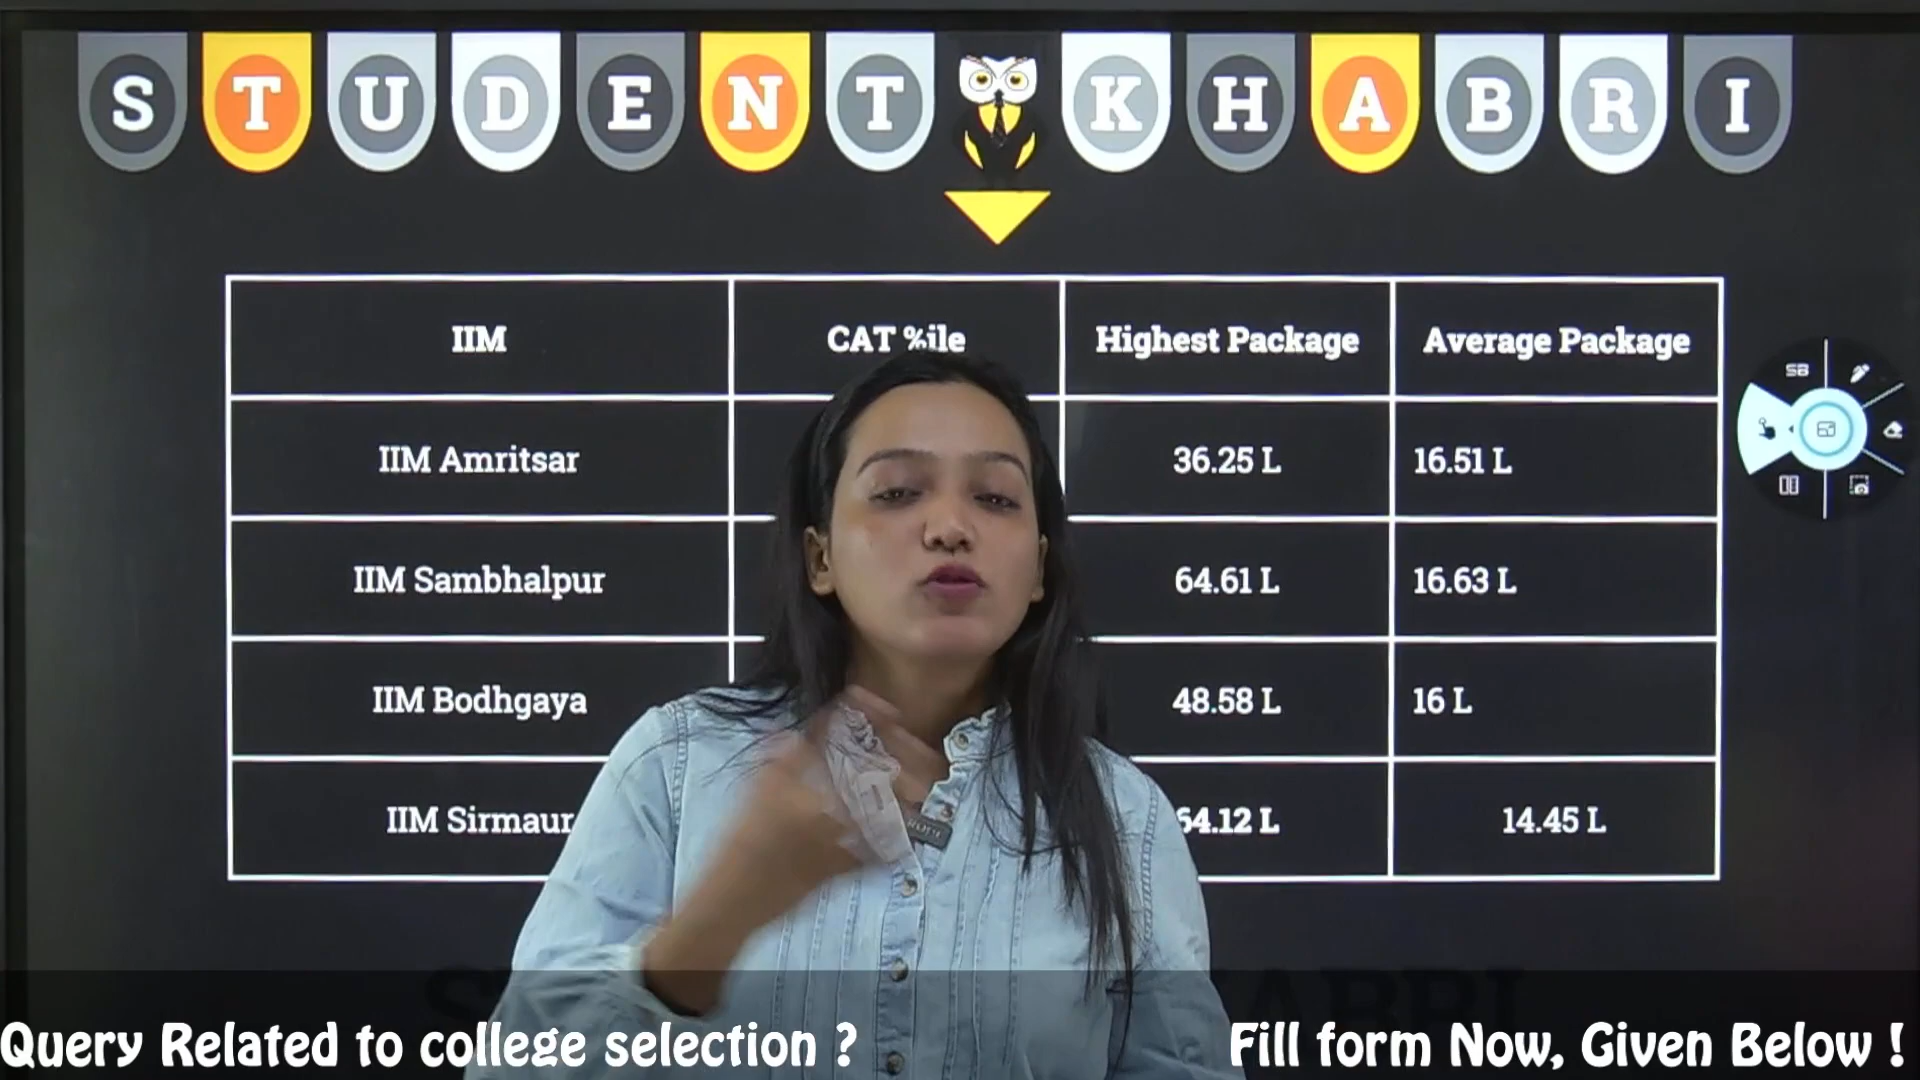 STUDENT KHABRI
IIM CAT %ile Highest Package Average Package
IIM Amritsar 36.25 L 16.51 L
IIM Sambhalpur 64.61 L 16.63 L
IIM Bodhgaya 48.58 L 16 L
IIM Sirmaur 64.12 L 14.45 L
Query Related to college selection ? Fill form Now, Given Below !